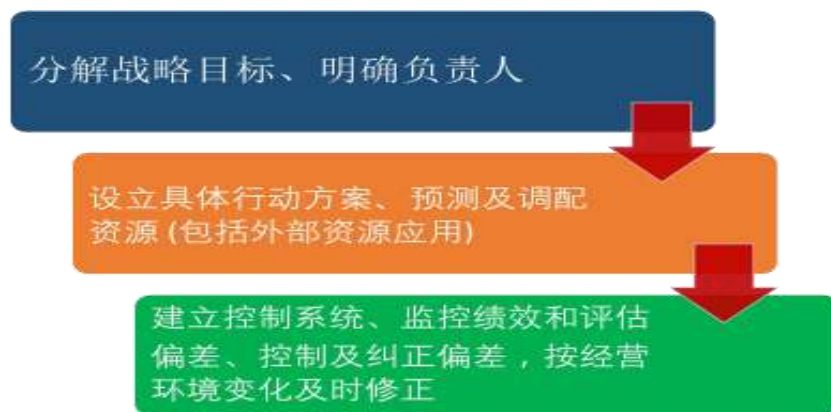 分解战略目标、明确负责人
设立具体行动方案、预测及调配
资源(包括外部资源应用)
建立控制系统、监控绩效和评估
偏差、控制及纠正偏差，按经营
环境变化及时修正